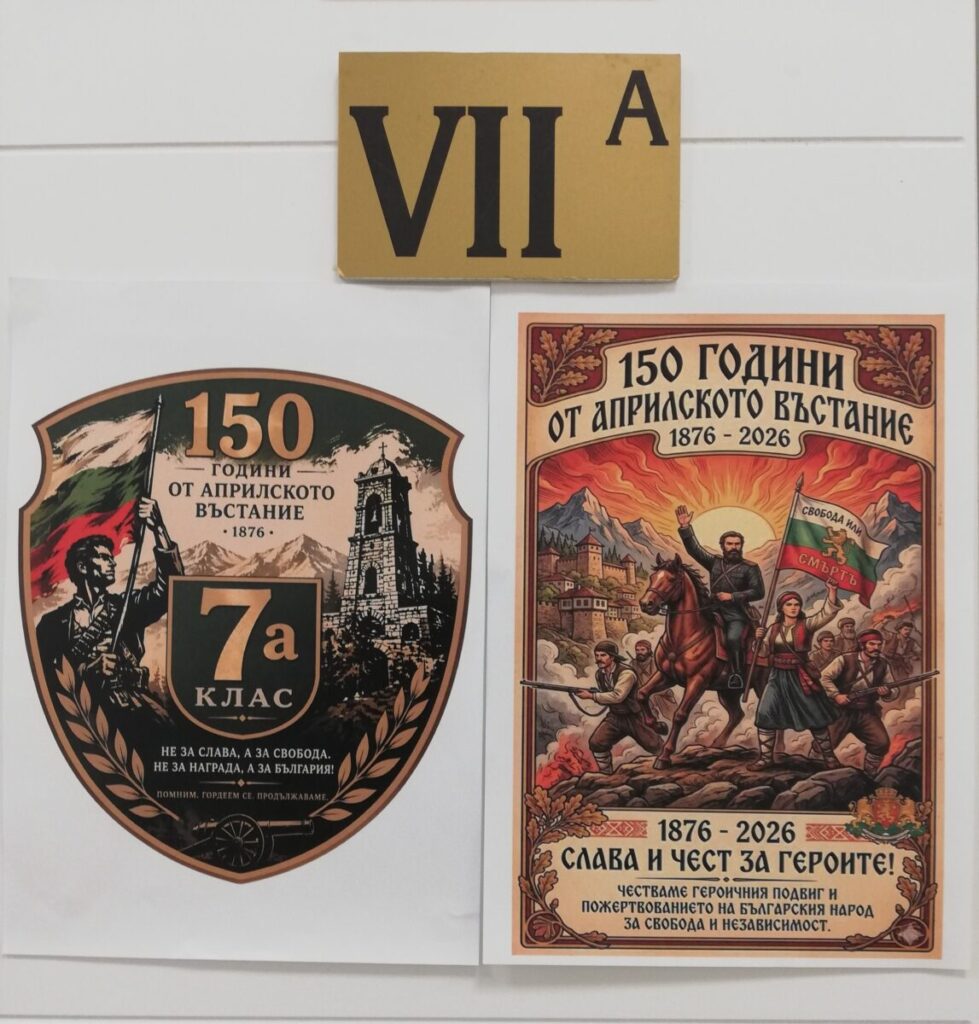 VII A
150
ГОДИНИ
ОТ АПРИЛСКОТО
ВЪСТАНИЕ
· 1876 ·
7а
КЛАС
НЕ ЗА СЛАВА, А ЗА СВОБОДА.
НЕ ЗА НАГРАДА, А ЗА БЪЛГАРИЯ!
ПОМНИМ. ГОРДЕЕМ СЕ. ПРОДЪЛЖАВАМЕ.
150 ГОДИНИ
ОТ АПРИЛСКОТО ВЪСТАНИЕ
1876 - 2026
СВОБОДА ИЛИ
СМЪРТЬ
1876 - 2026
СЛАВА И ЧЕСТ ЗА ГЕРОИТЕ!
ЧЕСТВАМЕ ГЕРОИЧНИЯ ПОДВИГ И
ПОЖЕРТВОВАНИЕТО НА БЪЛГАРСКИЯ НАРОД
ЗА СВОБОДА И НЕЗАВИСИМОСТ.